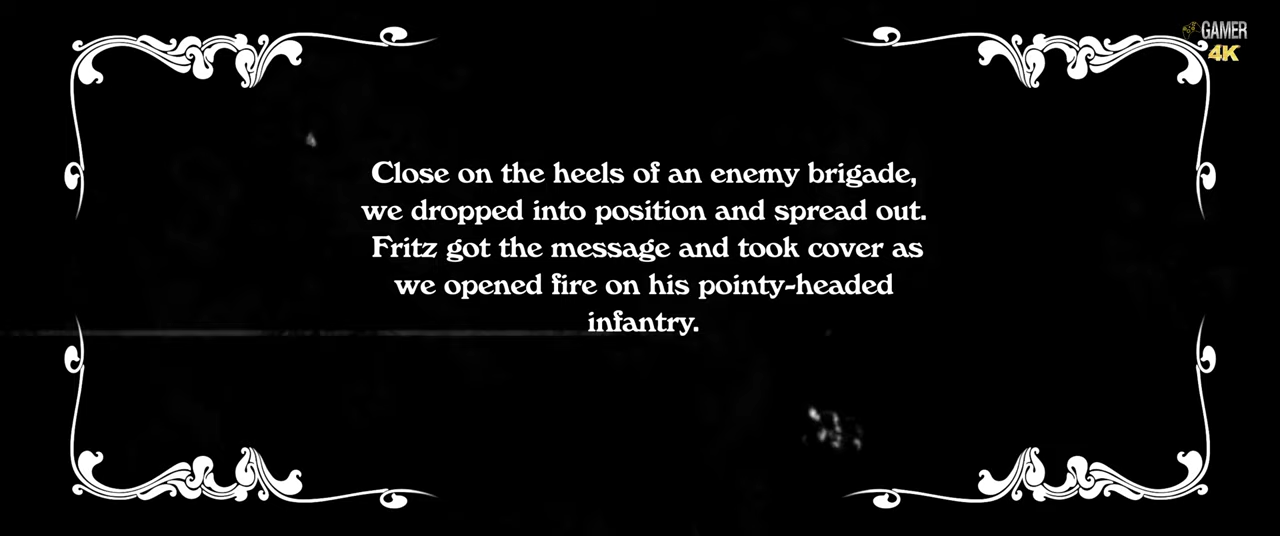 GAMER
4K
Close on the heels of an enemy brigade,
we dropped into position and spread out.
Fritz got the message and took cover as
we opened fire on his pointy-headed
infantry.